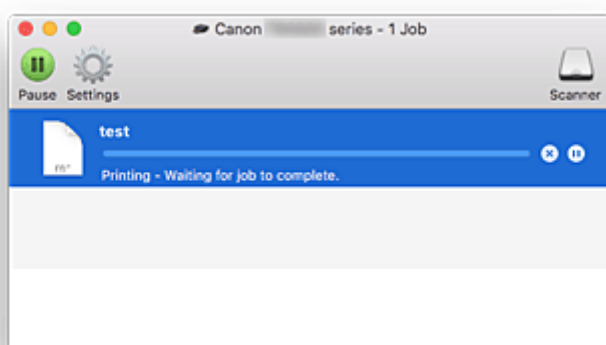 Canon series - 1 Job
Pause Settings
Scanner
test
Printing - Waiting for job to complete.